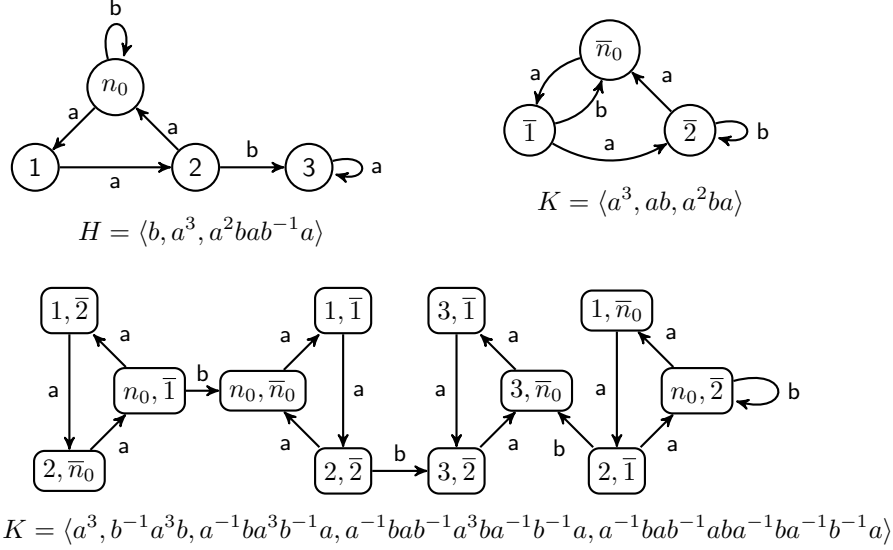 b
n₀
a a
1 2 b 3 a
a
H = ⟨b, a³, a²bab⁻¹a⟩
n̅₀
a b a
1̅ 2̅ b
a
K = ⟨a³, ab, a²ba⟩
1, 2̅ 1, 1̅ 3, 1̅ 1, n̅₀
a a a a
a n₀, 1̅ b n₀, n̅₀ a a 3, n̅₀ a n₀, 2̅ b
a a a b a
2, n̅₀ 2, 2̅ b 3, 2̅ 2, 1̅
K = ⟨a³, b⁻¹a³b, a⁻¹ba³b⁻¹a, a⁻¹bab⁻¹a³ba⁻¹b⁻¹a, a⁻¹bab⁻¹aba⁻¹ba⁻¹b⁻¹a⟩